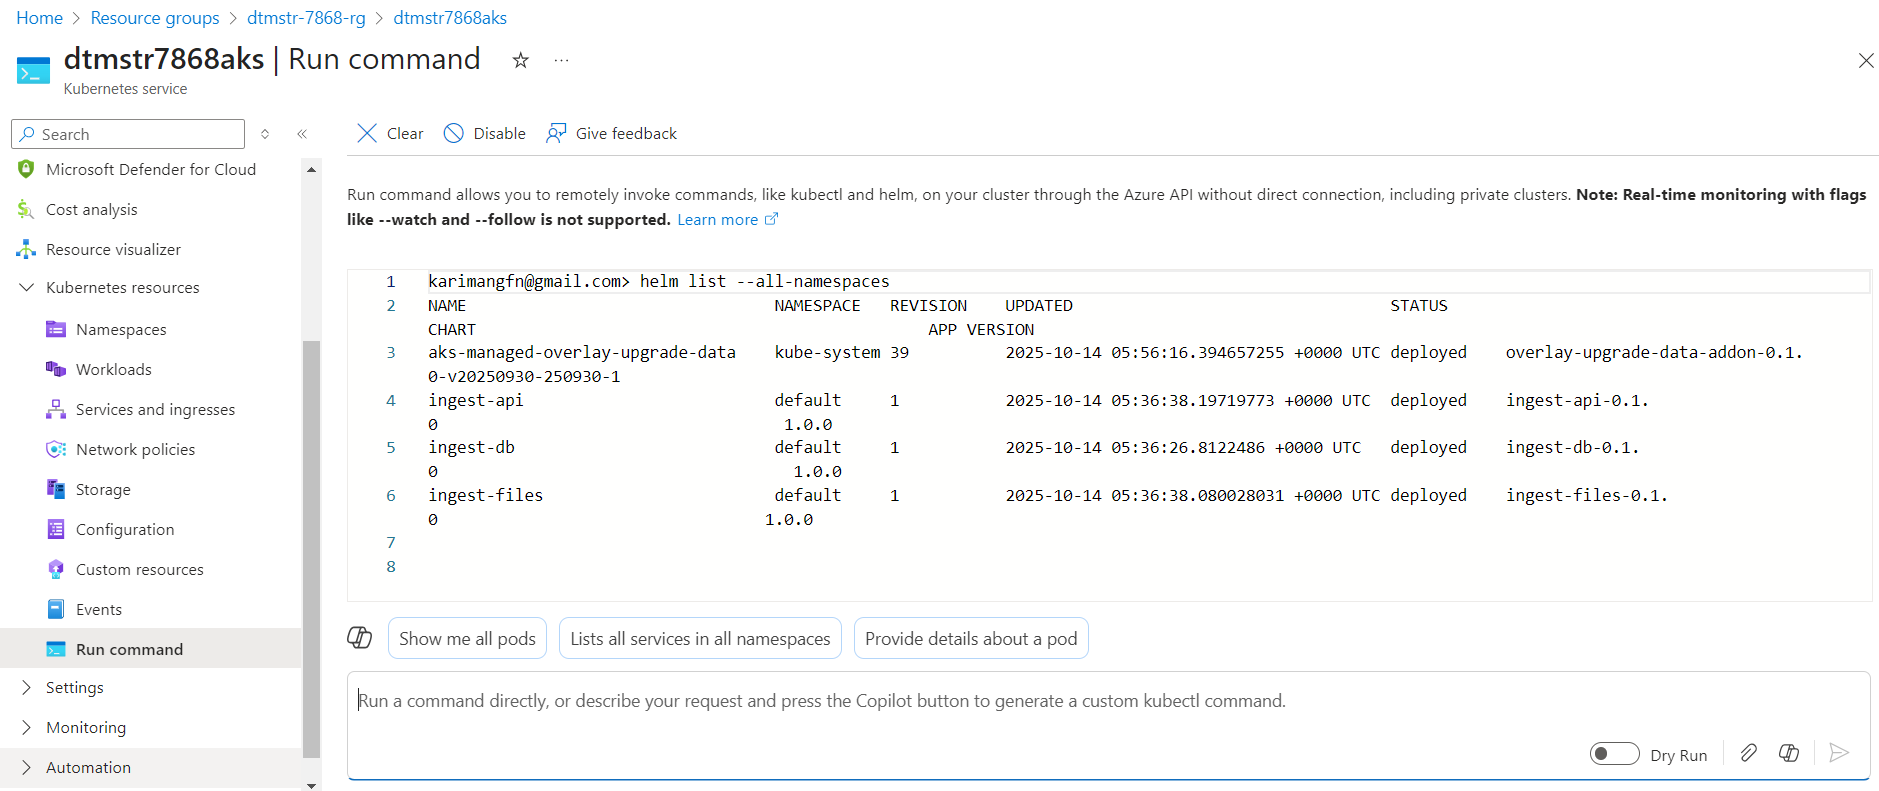 Home > Resource groups > dtmstr-7868-rg > dtmstr7868aks
dtmstr7868aks | Run command
Kubernetes service
Search
Microsoft Defender for Cloud
Cost analysis
Resource visualizer
Kubernetes resources
Namespaces
Workloads
Services and ingresses
Network policies
Storage
Configuration
Custom resources
Events
Run command
Settings
Monitoring
Automation
Clear Disable Give feedback
Run command allows you to remotely invoke commands, like kubectl and helm, on your cluster through the Azure API without direct connection, including private clusters. Note: Real-time monitoring with flags
like --watch and --follow is not supported. Learn more
1 karimangfn@gmail.com> helm list --all-namespaces
2 NAME NAMESPACE REVISION UPDATED STATUS
CHART APP VERSION
3 aks-managed-overlay-upgrade-data kube-system 39 2025-10-14 05:56:16.394657255 +0000 UTC deployed overlay-upgrade-data-addon-0.1.
0-v20250930-250930-1
4 ingest-api default 1 2025-10-14 05:36:38.19719773 +0000 UTC deployed ingest-api-0.1.
0 1.0.0
5 ingest-db default 1 2025-10-14 05:36:26.8122486 +0000 UTC deployed ingest-db-0.1.
0 1.0.0
6 ingest-files default 1 2025-10-14 05:36:38.080028031 +0000 UTC deployed ingest-files-0.1.
0 1.0.0
7
8
Show me all pods Lists all services in all namespaces Provide details about a pod
Run a command directly, or describe your request and press the Copilot button to generate a custom kubectl command.
Dry Run